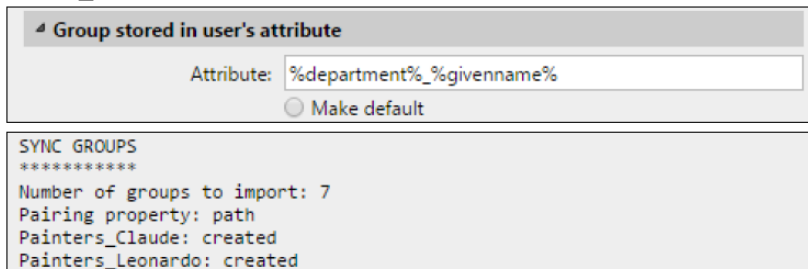 Group stored in user's attribute
Attribute: %department%_%givenname%
Make default
SYNC GROUPS
***********
Number of groups to import: 7
Pairing property: path
Painters_Claude: created
Painters_Leonardo: created